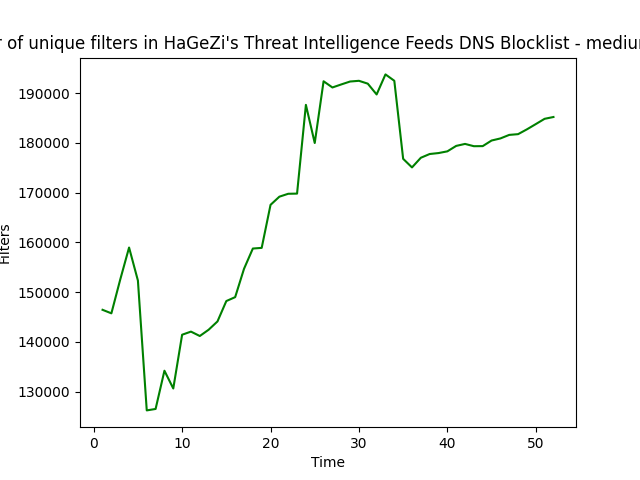 r of unique filters in HaGeZi's Threat Intelligence Feeds DNS Blocklist - mediu
Filters
190000
180000
170000
160000
150000
140000
130000
0 10 20 30 40 50
Time